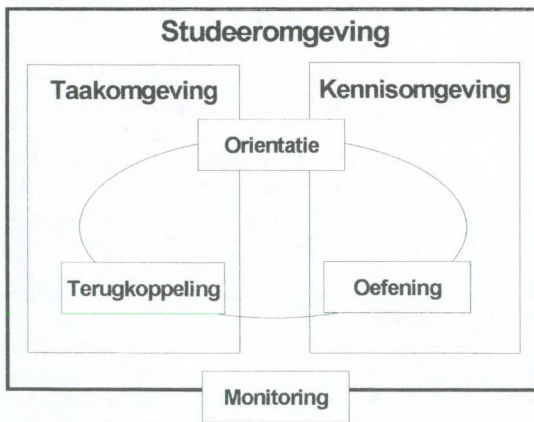 Studeeromgeving
Taakomgeving
Kennisomgeving
Orientatie
Terugkoppeling
Oefening
Monitoring